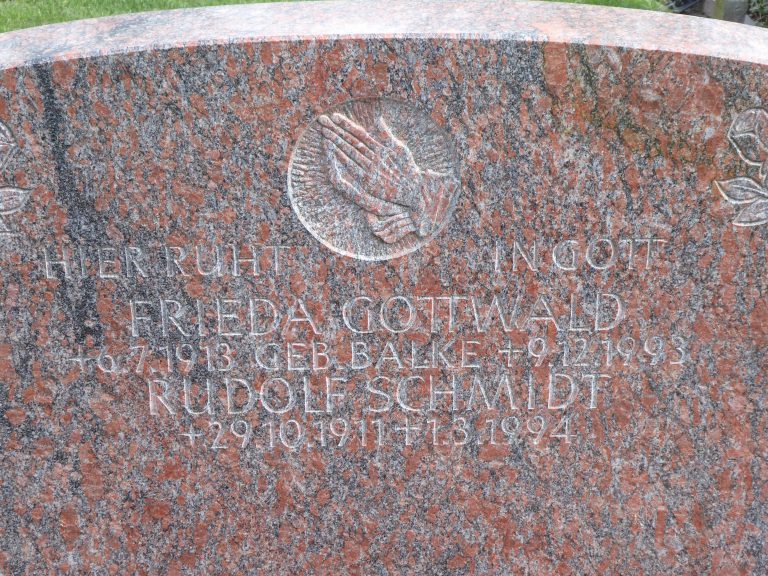 HIER RUHT IN GOTT
FRIEDA GOTTWALD
+6.7.1913 GEB. BALKE +9.12.1993
RUDOLF SCHMIDT
+29.10.1911 +1.3.1994